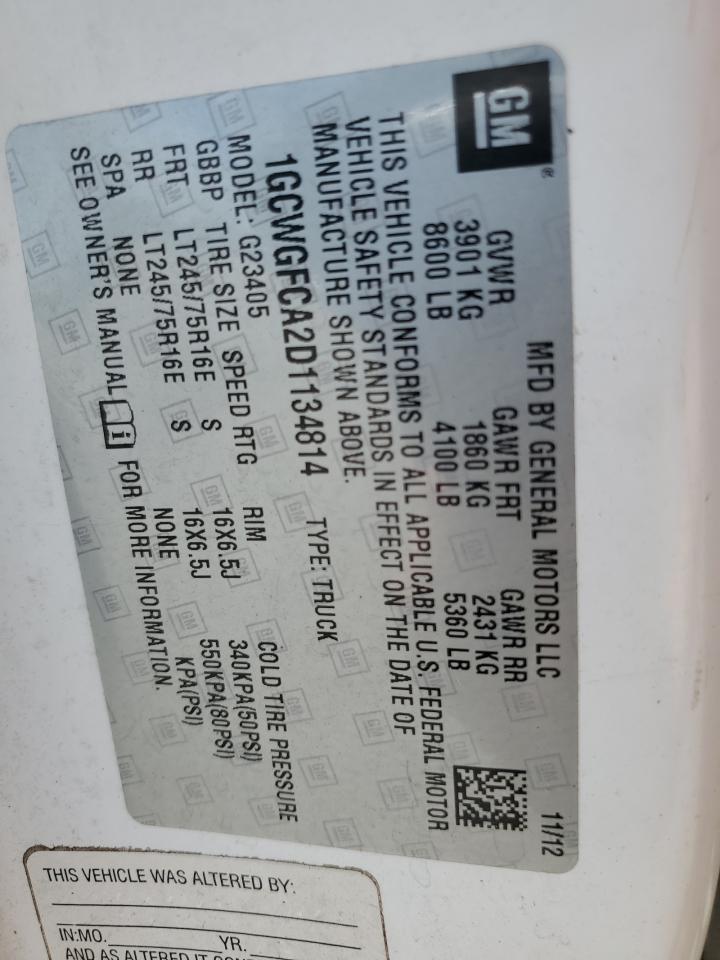 GM®
MFD BY GENERAL MOTORS LLC 11/12
GVWR GAWR FRT GAWR RR
3901 KG 1860 KG 2431 KG
8600 LB 4100 LB 5360 LB
THIS VEHICLE CONFORMS TO ALL APPLICABLE U.S. FEDERAL MOTOR
VEHICLE SAFETY STANDARDS IN EFFECT ON THE DATE OF
MANUFACTURE SHOWN ABOVE.
1GCWGFCA2D1134814 TYPE: TRUCK
MODEL: G23405
GBBP TIRE SIZE SPEED RTG RIM COLD TIRE PRESSURE
FRT LT245/75R16E S 16X6.5J 340KPA(50PSI)
RR LT245/75R16E S 16X6.5J 550KPA(80PSI)
SPA NONE NONE KPA(PSI)
SEE OWNER'S MANUAL i FOR MORE INFORMATION.
THIS VEHICLE WAS ALTERED BY:
IN:MO. YR.
AND AS ALTERED IT